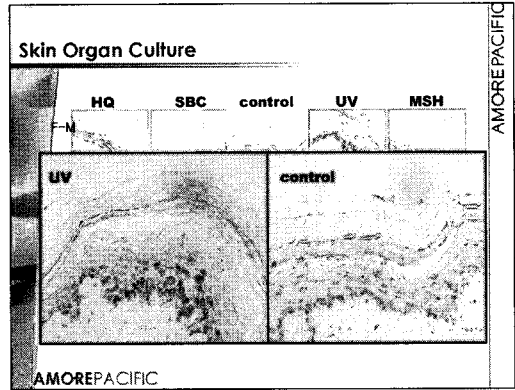 Skin Organ Culture
AMOREPACIFIC
HQ SBC control UV MSH
F-M
UV control
AMOREPACIFIC